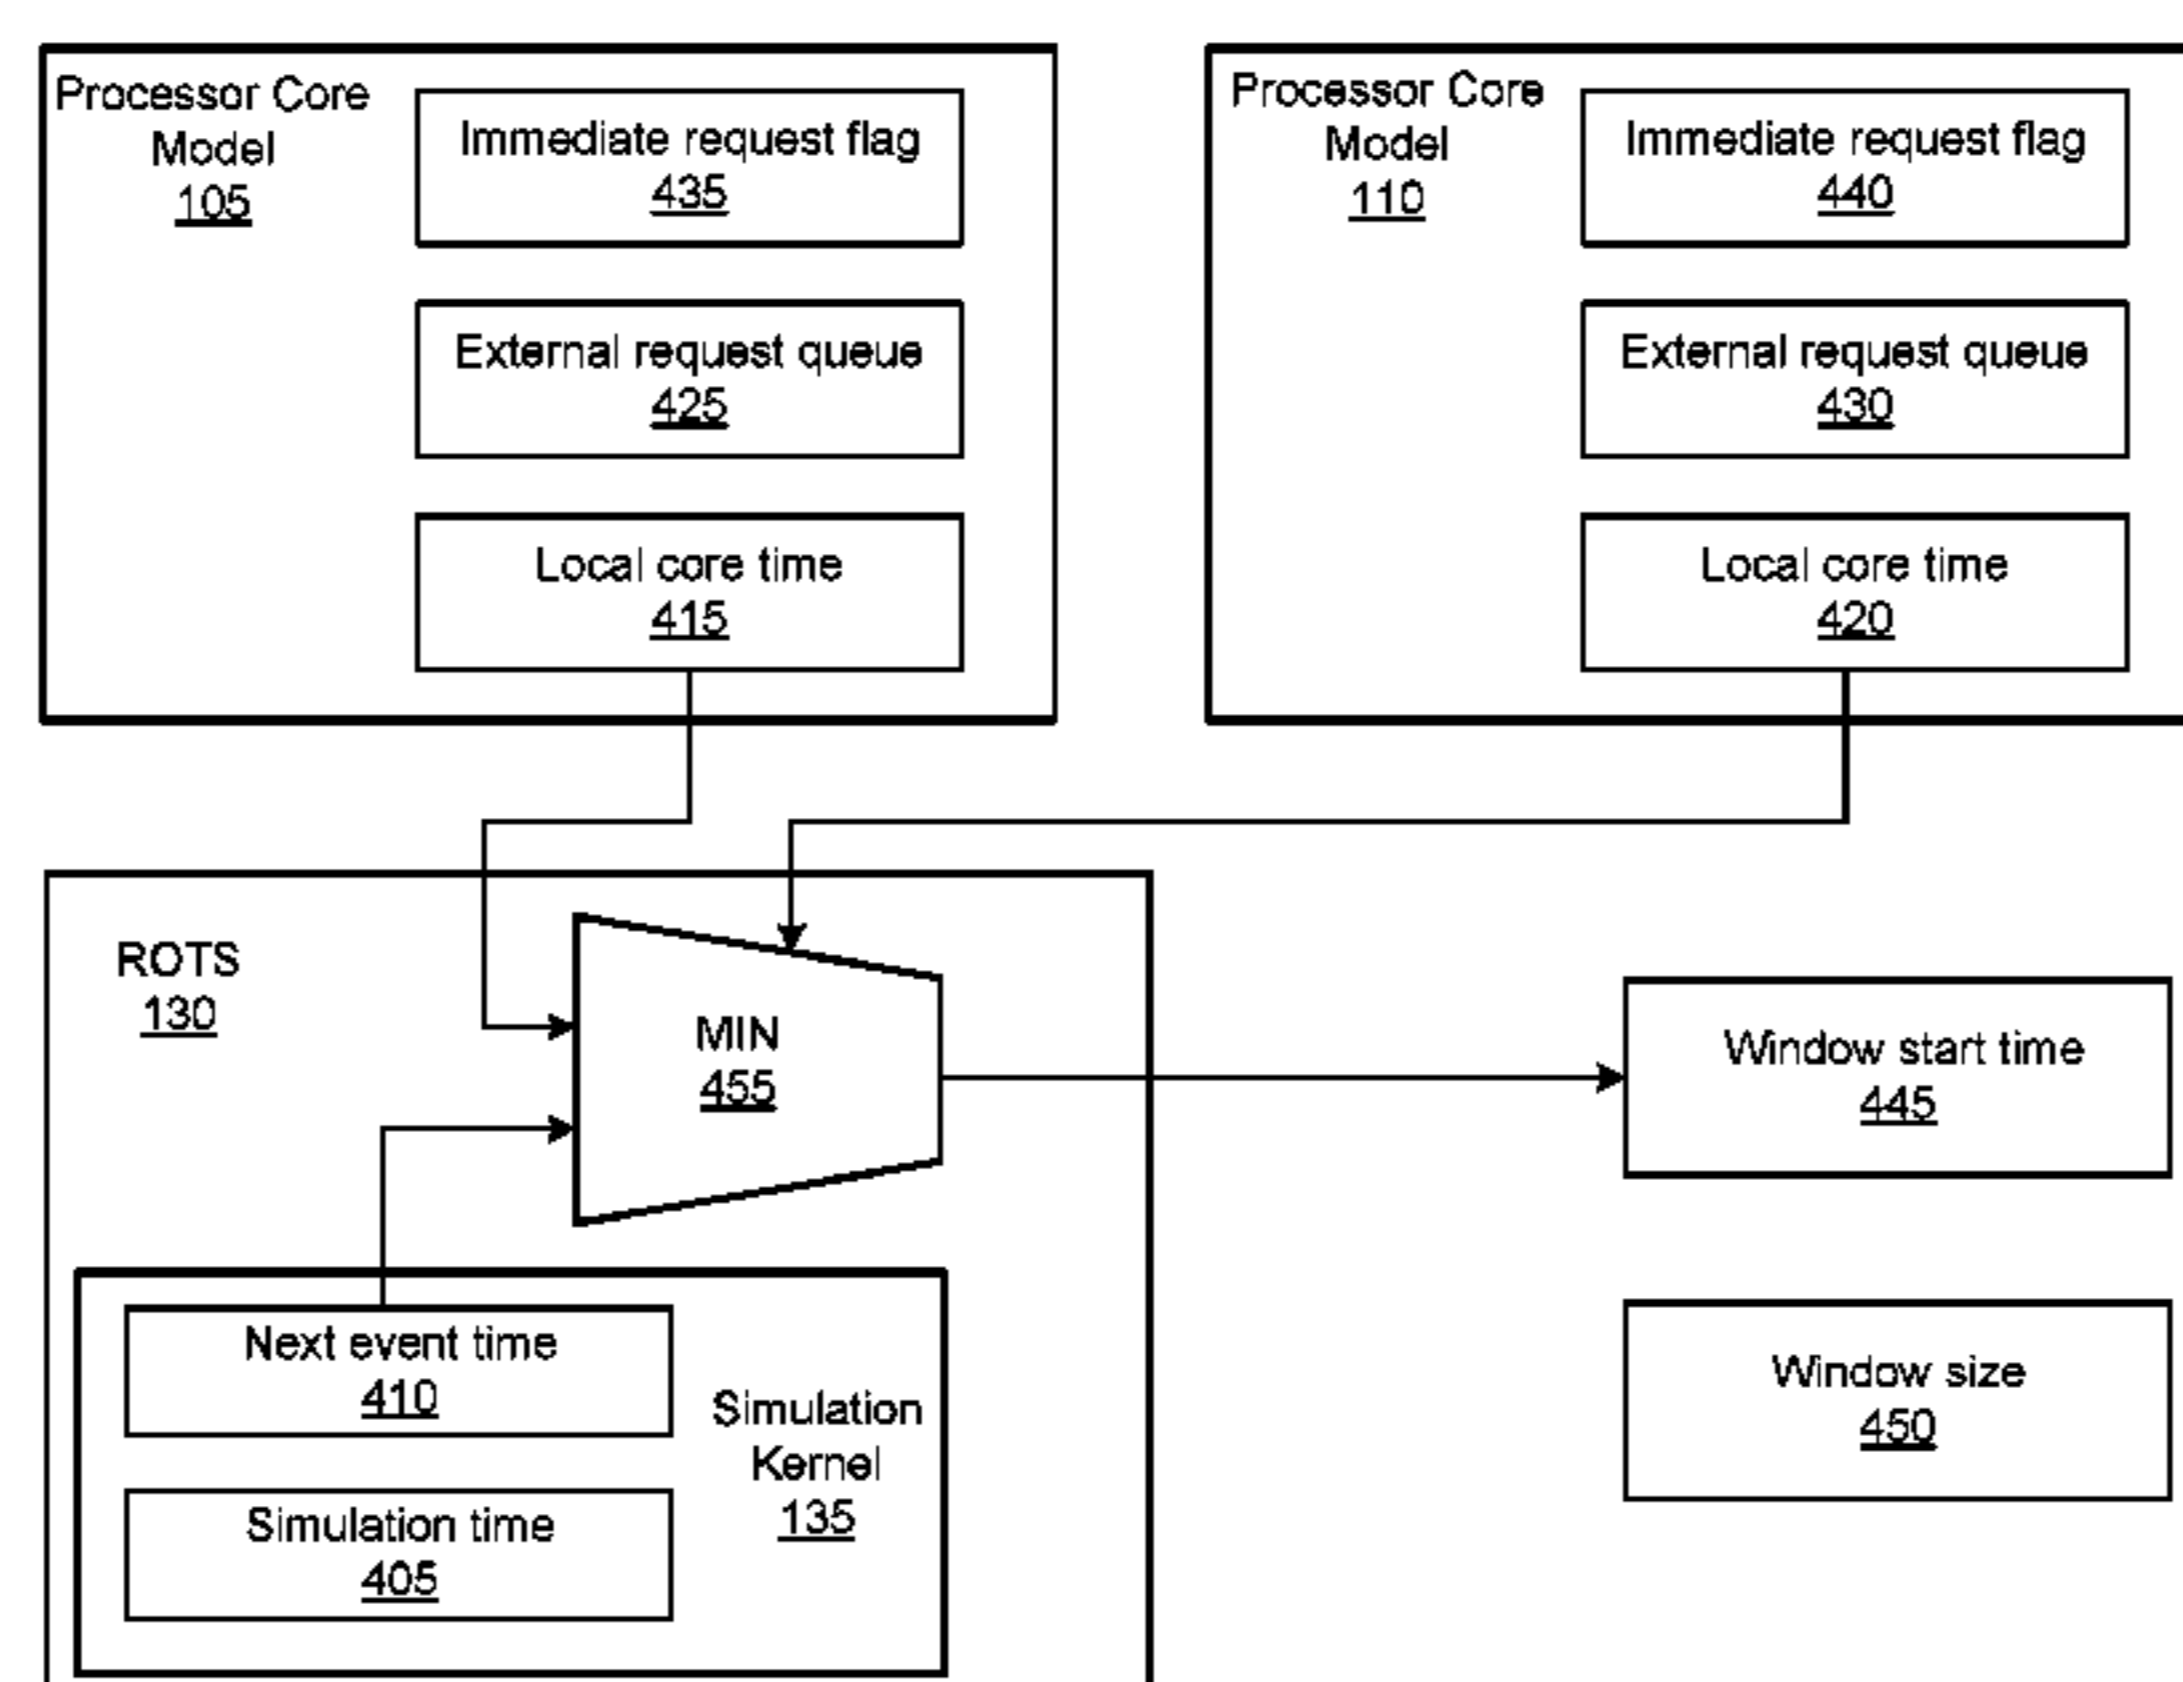 Processor Core
Model
105
Immediate request flag
435
External request queue
425
Local core time
415
Processor Core
Model
110
Immediate request flag
440
External request queue
430
Local core time
420
ROTS
130
MIN
455
Window start time
445
Next event time
410
Simulation time
405
Simulation
Kernel
135
Window size
450